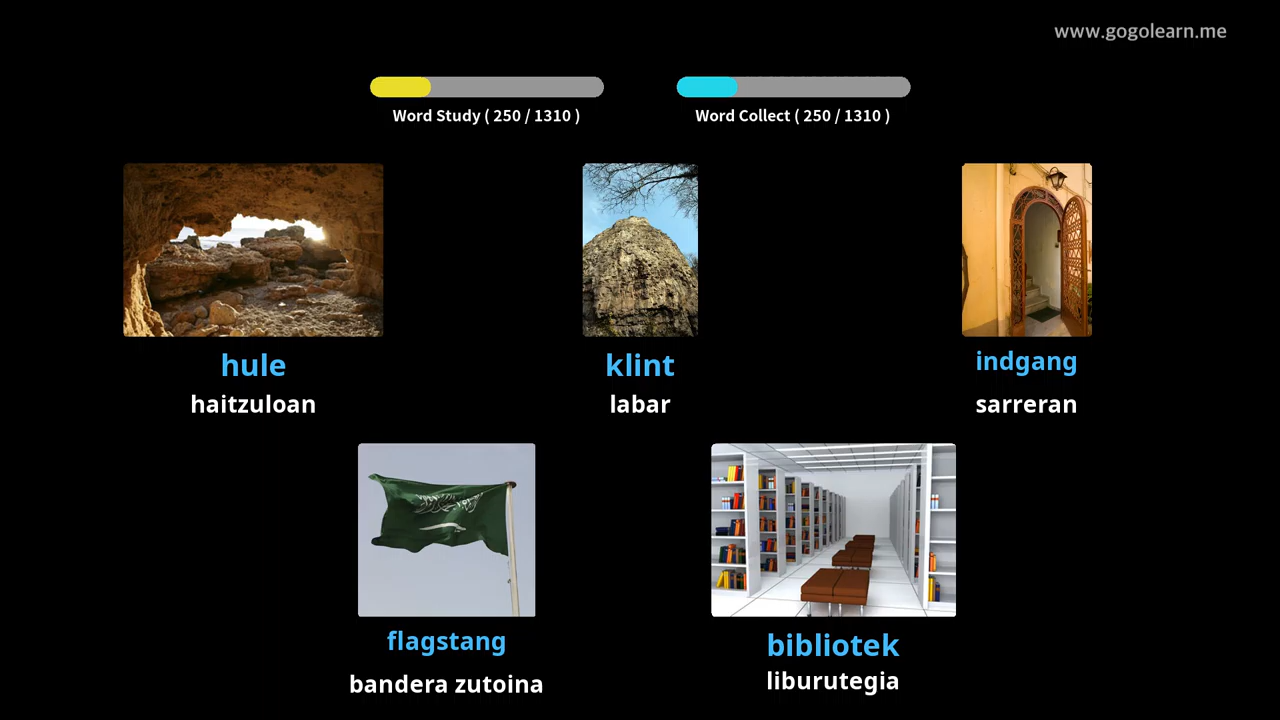 www.gogolearn.me
Word Study ( 250 / 1310 )
Word Collect ( 250 / 1310 )
hule
haitzuloan
klint
labar
indgang
sarreran
flagstang
bandera zutoina
bibliotek
liburutegia